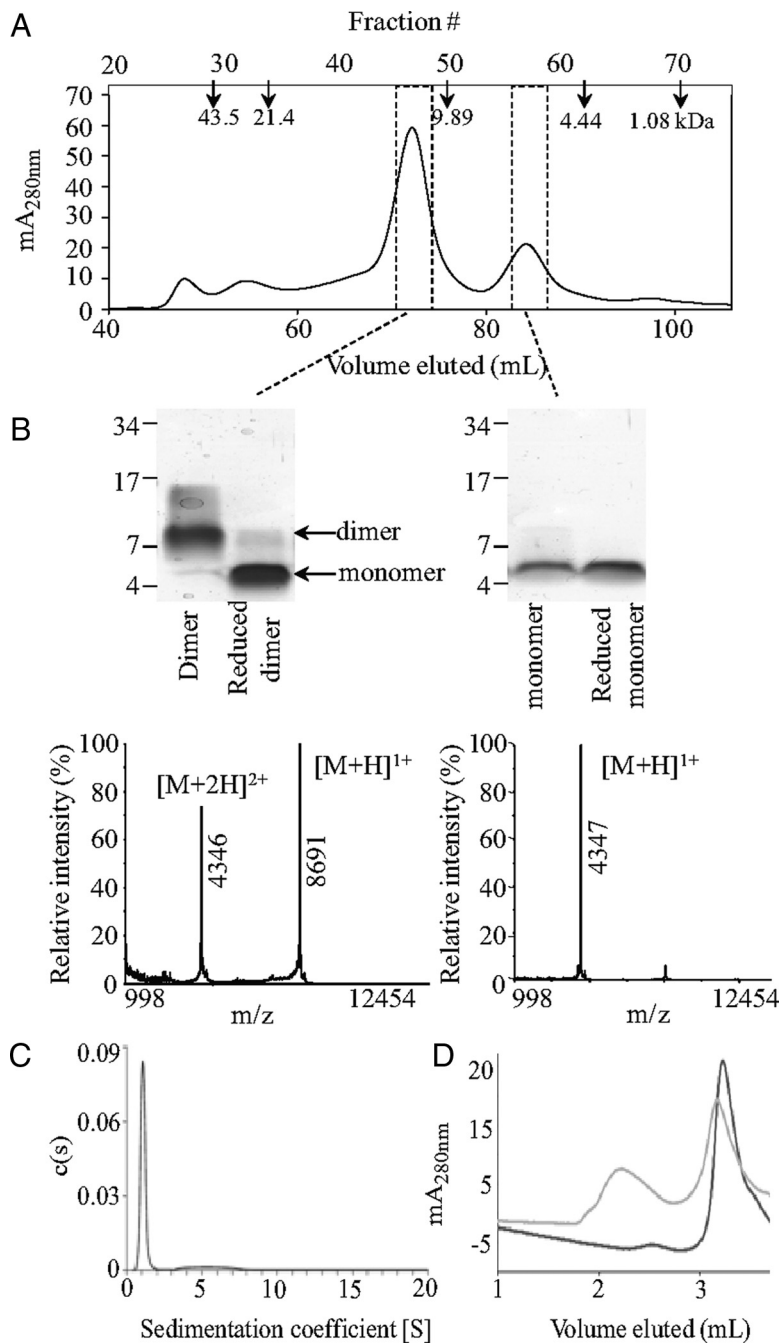 A
Fraction #
20 30 40 50 60 70
43.5 21.4 9.89 4.44 1.08 kDa
70
60
50
40
30
20
10
0
mA280nm
40 60 80 100
Volume eluted (mL)
B
34
17
7
4
dimer
monomer
Dimer
Reduced
dimer
34
17
7
4
monomer
Reduced
monomer
100
80
60
40
20
0
Relative intensity (%)
[M+2H]2+
4346
[M+H]1+
8691
998 12454
m/z
100
80
60
40
20
0
Relative intensity (%)
[M+H]1+
4347
998 12454
m/z
C
0.09
0.06
0.03
0
c(s)
0 5 10 15 20
Sedimentation coefficient [S]
D
20
15
5
-5
mA280nm
1 2 3
Volume eluted (mL)